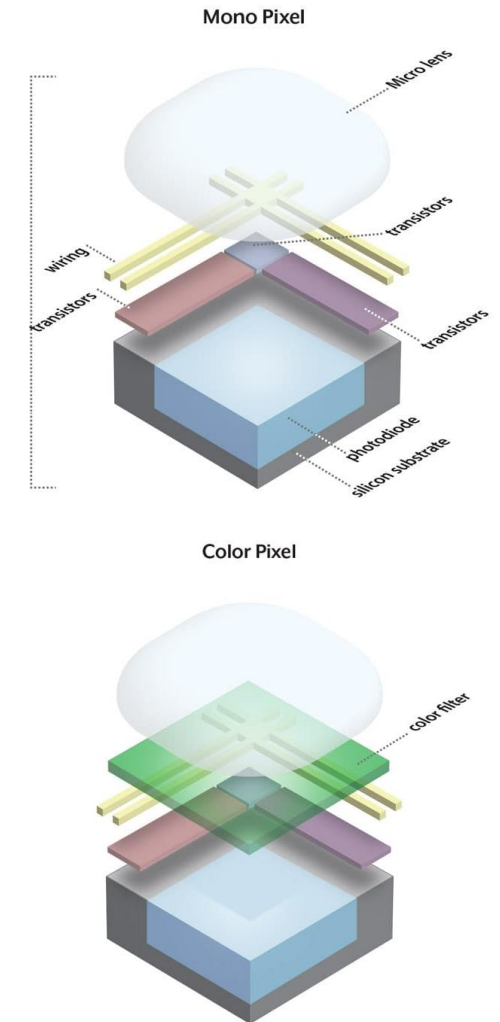 Mono Pixel
Micro lens
transistors
wiring
transistors
transistors
photodiode
silicon substrate
Color Pixel
color filter